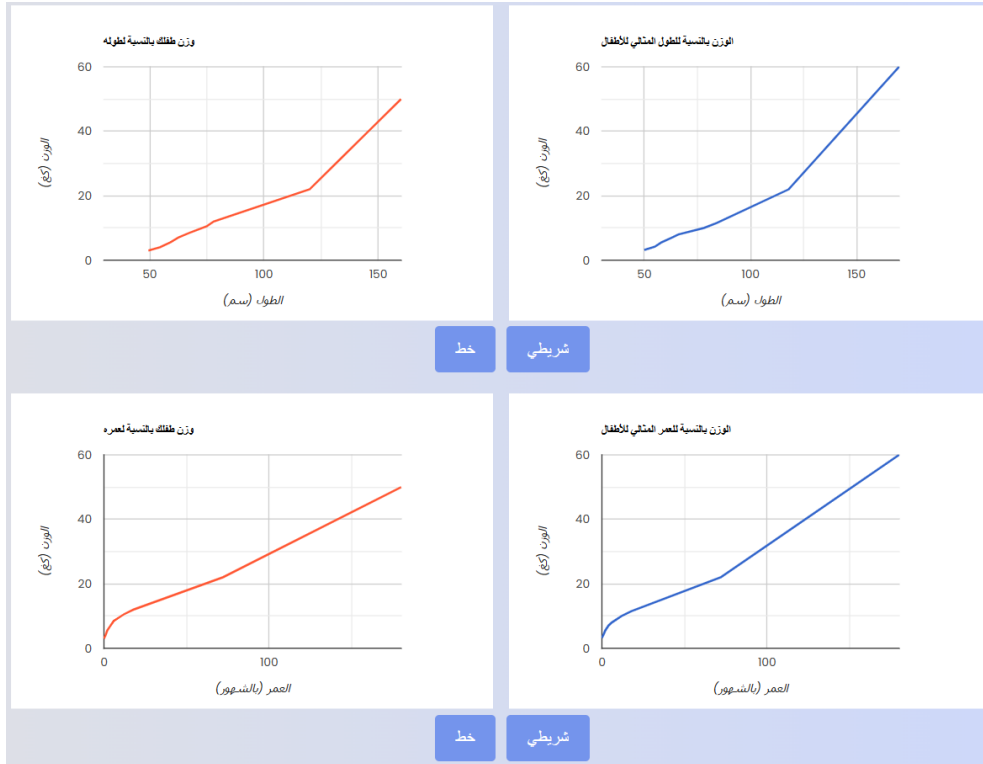 وزن طفلك بالنسبة لطوله
60
40
20
0
الوزن (كغ)
50 100 150
الطول (سم)
الوزن بالنسبة للطول المثالي للأطفال
60
40
20
0
الوزن (كغ)
50 100 150
الطول (سم)
خط
شريطي
وزن طفلك بالنسبة لعمره
60
40
20
0
الوزن (كغ)
0 100
العمر (بالشهور)
الوزن بالنسبة للعمر المثالي للأطفال
60
40
20
0
الوزن (كغ)
0 100
العمر (بالشهور)
خط
شريطي